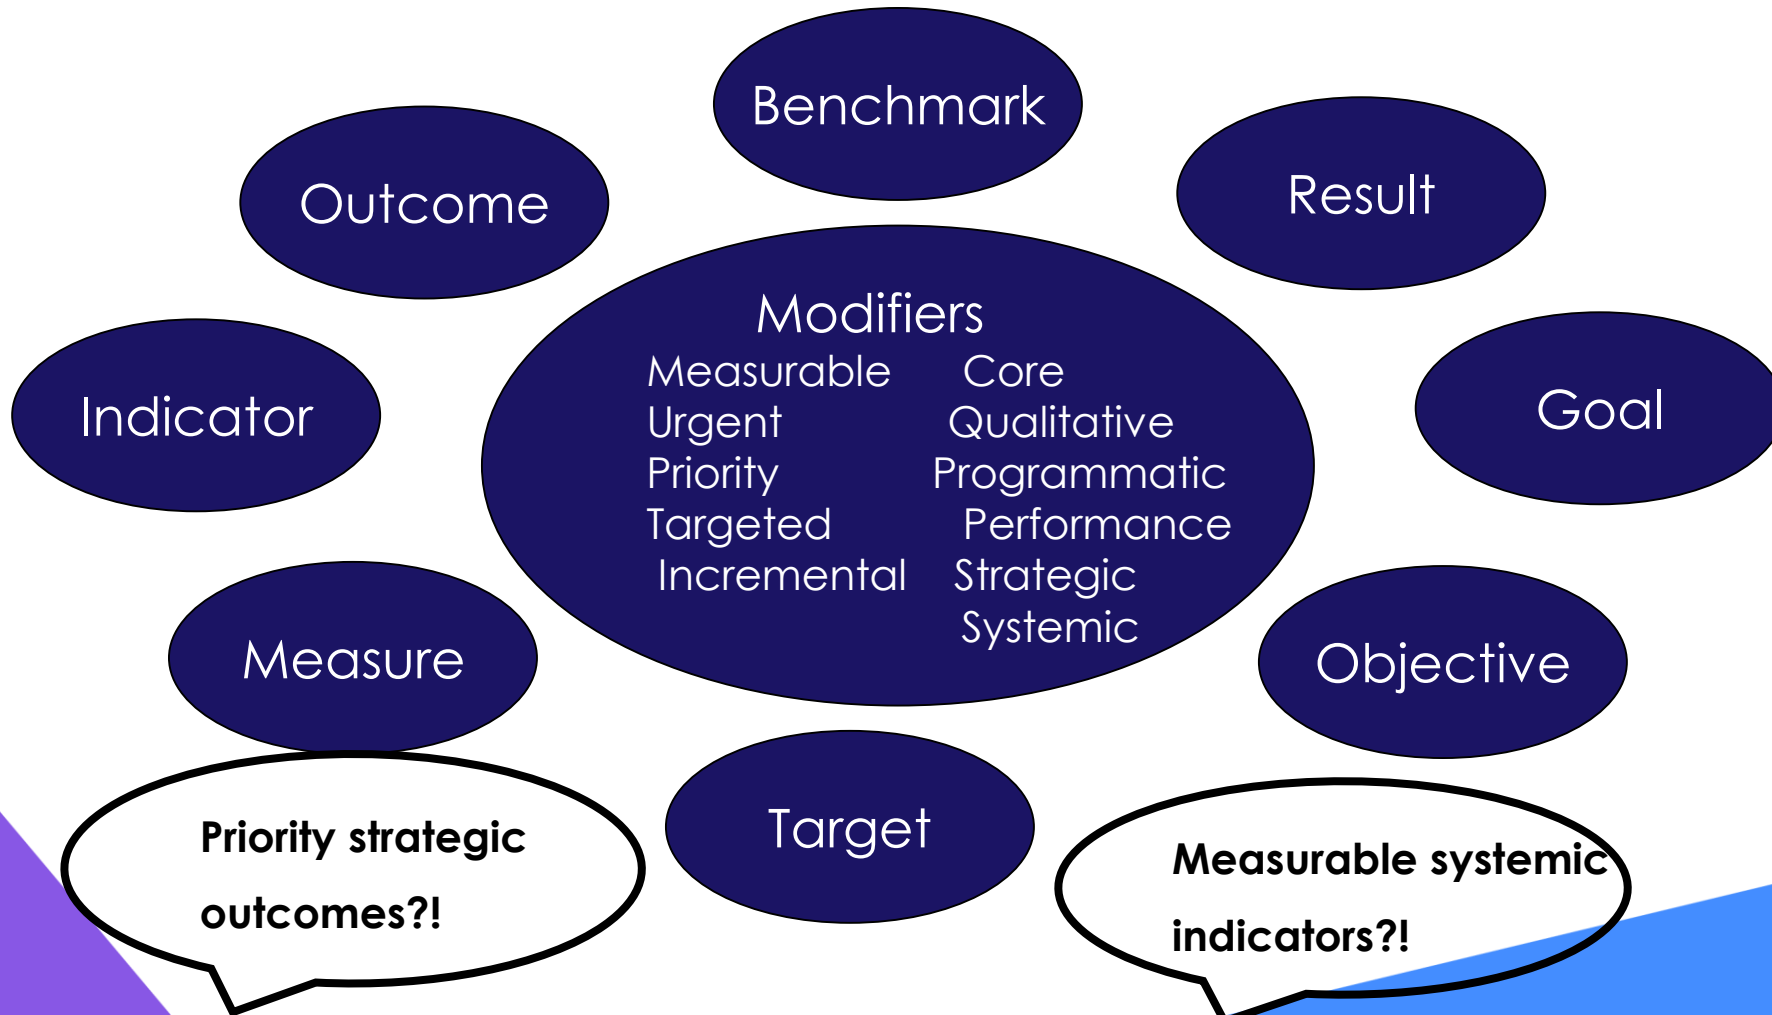 Benchmark
Outcome
Result
Modifiers
Measurable Core
Urgent Qualitative
Priority Programmatic
Targeted Performance
Incremental Strategic
Systemic
Indicator
Goal
Measure
Objective
Target
Priority strategic
outcomes?!
Measurable systemic
indicators?!